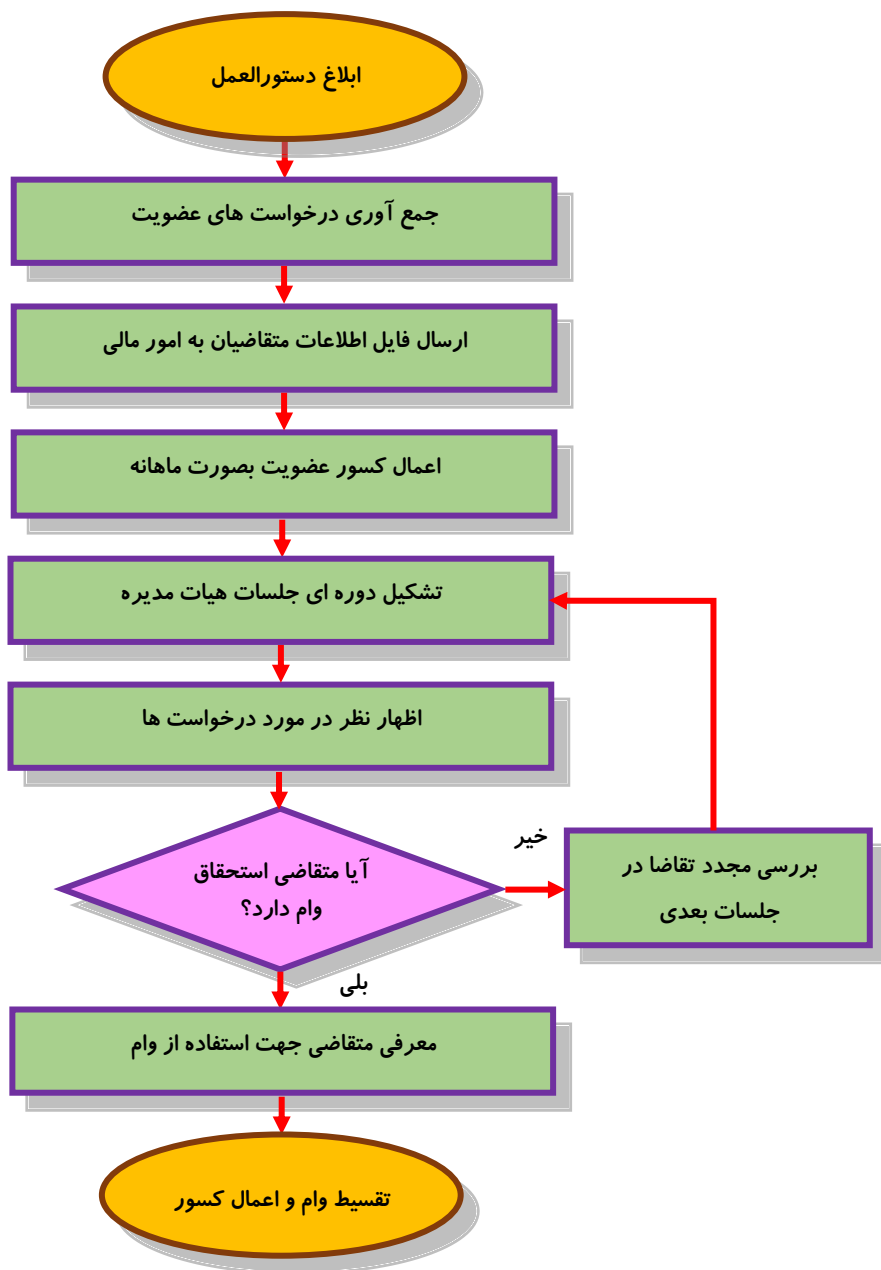 ابلاغ دستورالعمل
جمع آوری درخواست های عضویت
ارسال فایل اطلاعات متقاضیان به امور مالی
اعمال کسور عضویت بصورت ماهانه
تشکیل دوره ای جلسات هیات مدیره
اظهار نظر در مورد درخواست ها
آیا متقاضی استحقاق
وام دارد؟
خیر
بررسی مجدد تقاضا در
جلسات بعدی
بلی
معرفی متقاضی جهت استفاده از وام
تقسیط وام و اعمال کسور